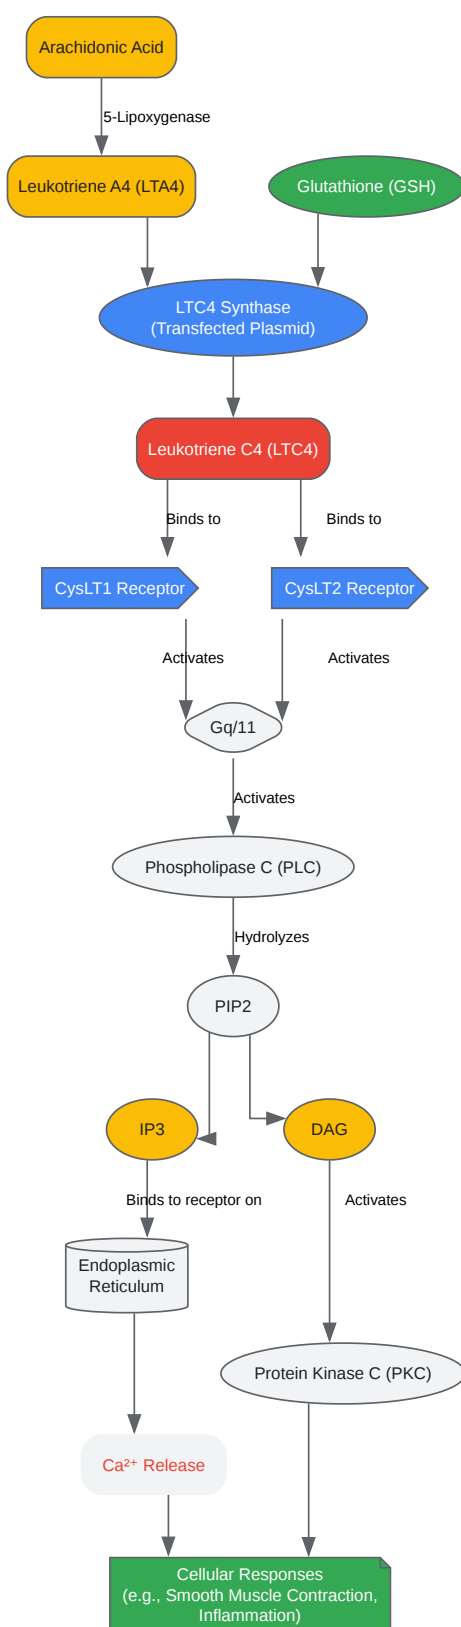 Arachidonic Acid
5-Lipoxygenase
Leukotriene A4 (LTA4)
Glutathione (GSH)
LTC4 Synthase
(Transfected Plasmid)
Leukotriene C4 (LTC4)
Binds to
Binds to
CysLT1 Receptor
CysLT2 Receptor
Activates
Activates
Gq/11
Activates
Phospholipase C (PLC)
Hydrolyzes
PIP2
IP3
DAG
Binds to receptor on
Activates
Endoplasmic
Reticulum
Protein Kinase C (PKC)
Ca²⁺ Release
Cellular Responses
(e.g., Smooth Muscle Contraction,
Inflammation)